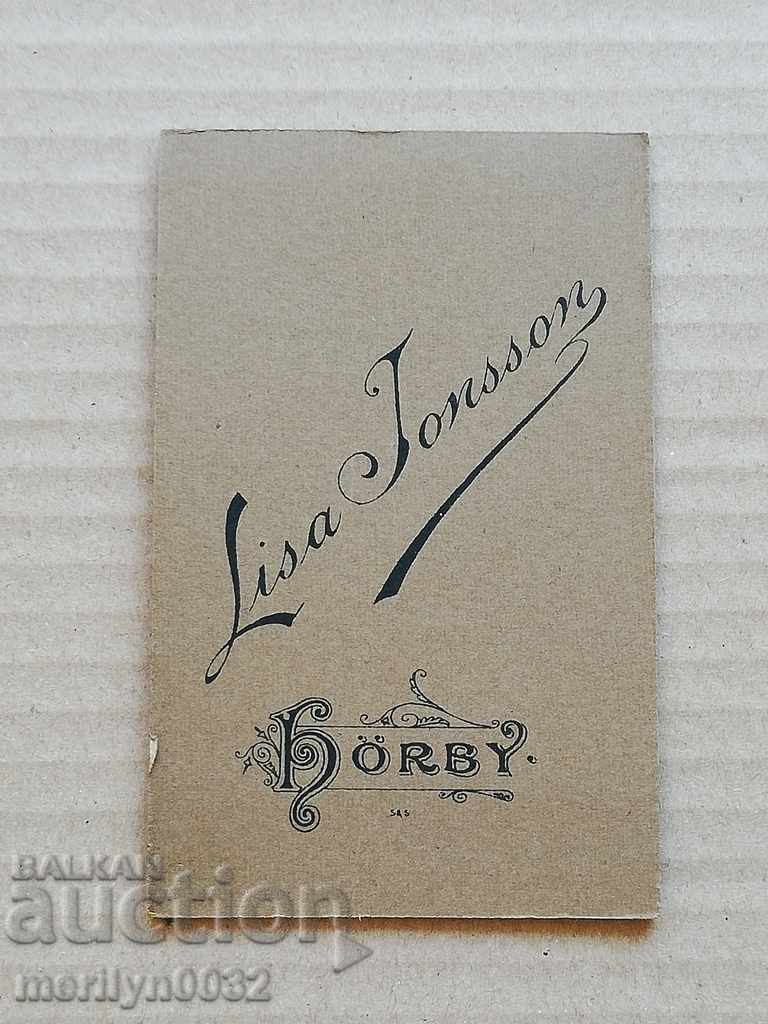 Lisa Jonsson
HÖRBY.
S&S
BALKAN
auction
merilyn0032